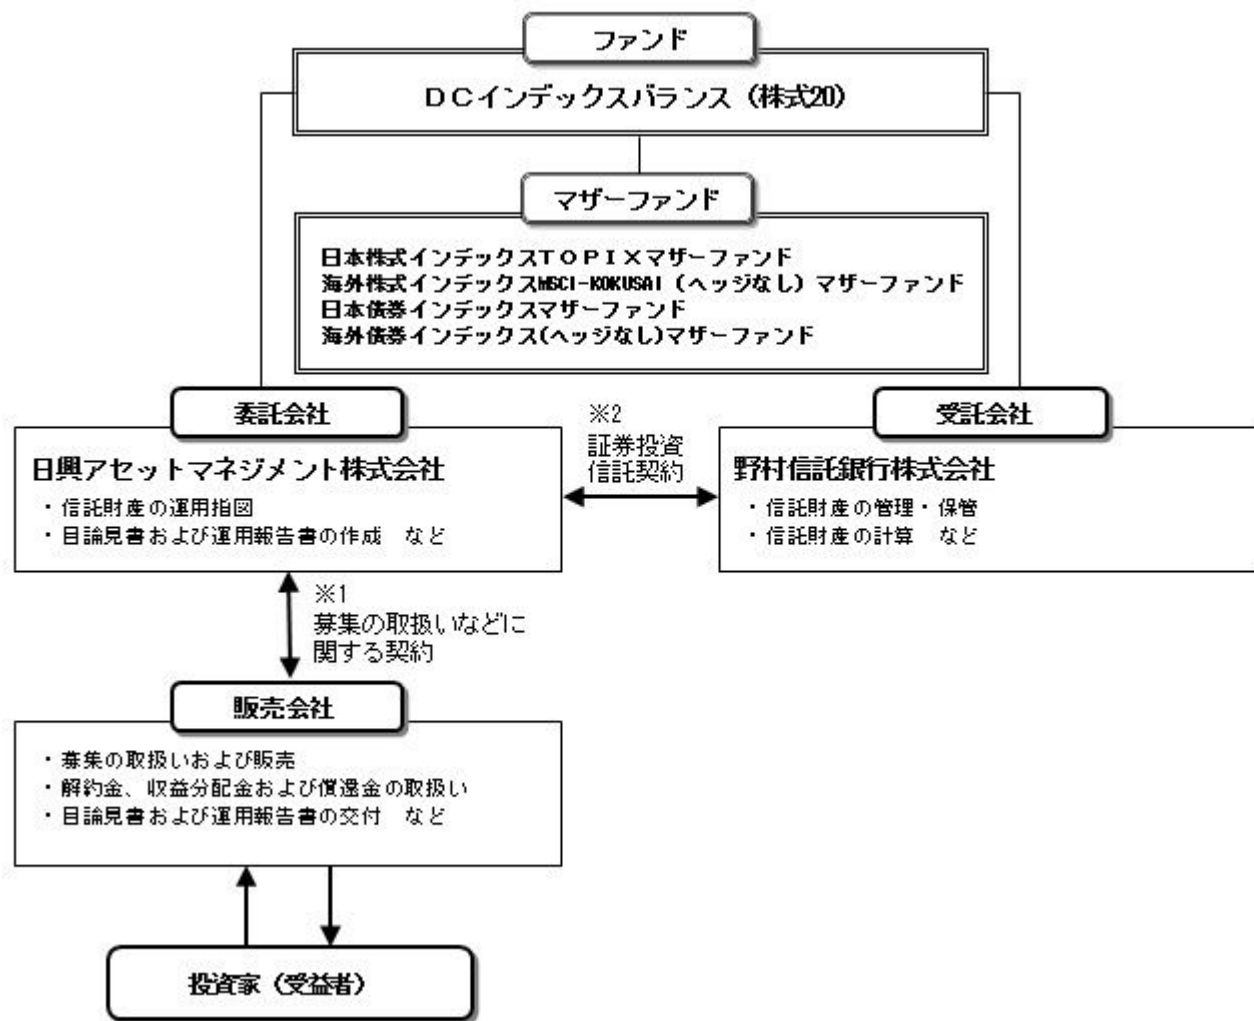 ファンド
DCインデックスバランス(株式20)
マザーファンド
日本株式インデックスTOPIXマザーファンド
海外株式インデックスMSCI-KOKUSAI(ヘッジなし)マザーファンド
日本債券インデックスマザーファンド
海外債券インデックス(ヘッジなし)マザーファンド
委託会社
日興アセットマネジメント株式会社
・信託財産の運用指図
・目論見書および運用報告書の作成 など
※2
証券投資
信託契約
受託会社
野村信託銀行株式会社
・信託財産の管理・保管
・信託財産の計算 など
※1
募集の取扱いなどに
関する契約
販売会社
・募集の取扱いおよび販売
・解約金、収益分配金および償還金の取扱い
・目論見書および運用報告書の交付 など
投資家(受益者)